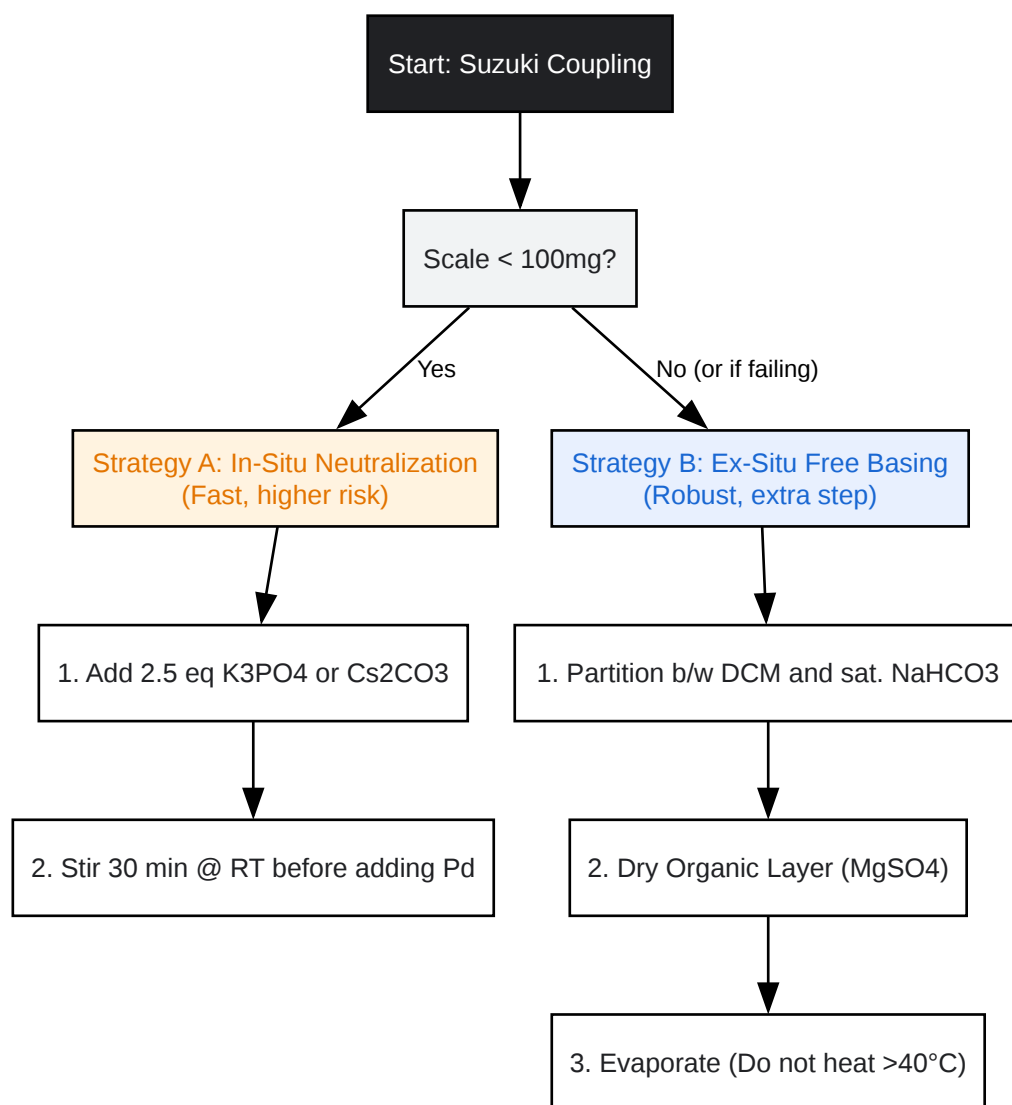 Start: Suzuki Coupling
Scale < 100mg?
Yes
No (or if failing)
Strategy A: In-Situ Neutralization
(Fast, higher risk)
Strategy B: Ex-Situ Free Basing
(Robust, extra step)
1. Add 2.5 eq K3PO4 or Cs2CO3
1. Partition b/w DCM and sat. NaHCO3
2. Stir 30 min @ RT before adding Pd
2. Dry Organic Layer (MgSO4)
3. Evaporate (Do not heat >40°C)